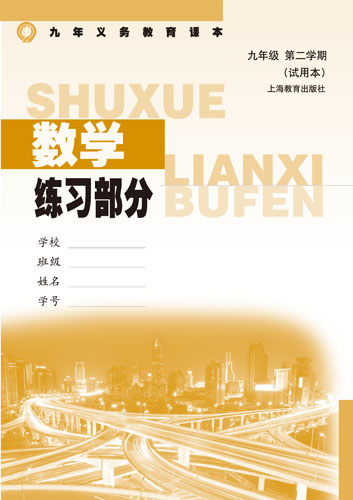 九年义务教育课本
九年级 第二学期
(试用本)
上海教育出版社
SHUXUE
数学
LIANXI
练习部分
BUFEN
学校
班级
姓名
学号